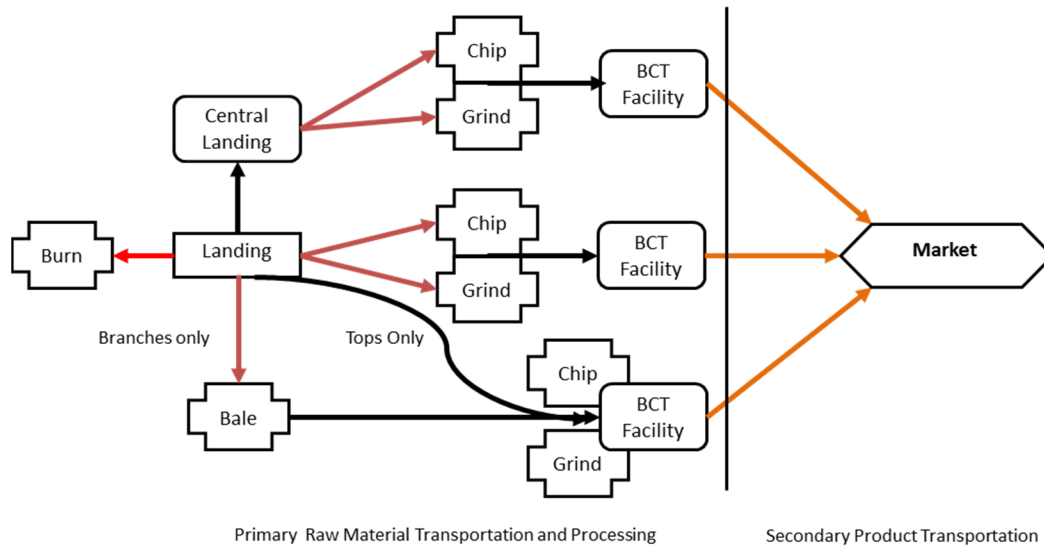 Chip
BCT
Facility
Central
Landing
Grind
Chip
BCT
Facility
Market
Burn
Landing
Grind
Branches only
Tops Only
Chip
BCT
Facility
Bale
Grind
Primary Raw Material Transportation and Processing
Secondary Product Transportation